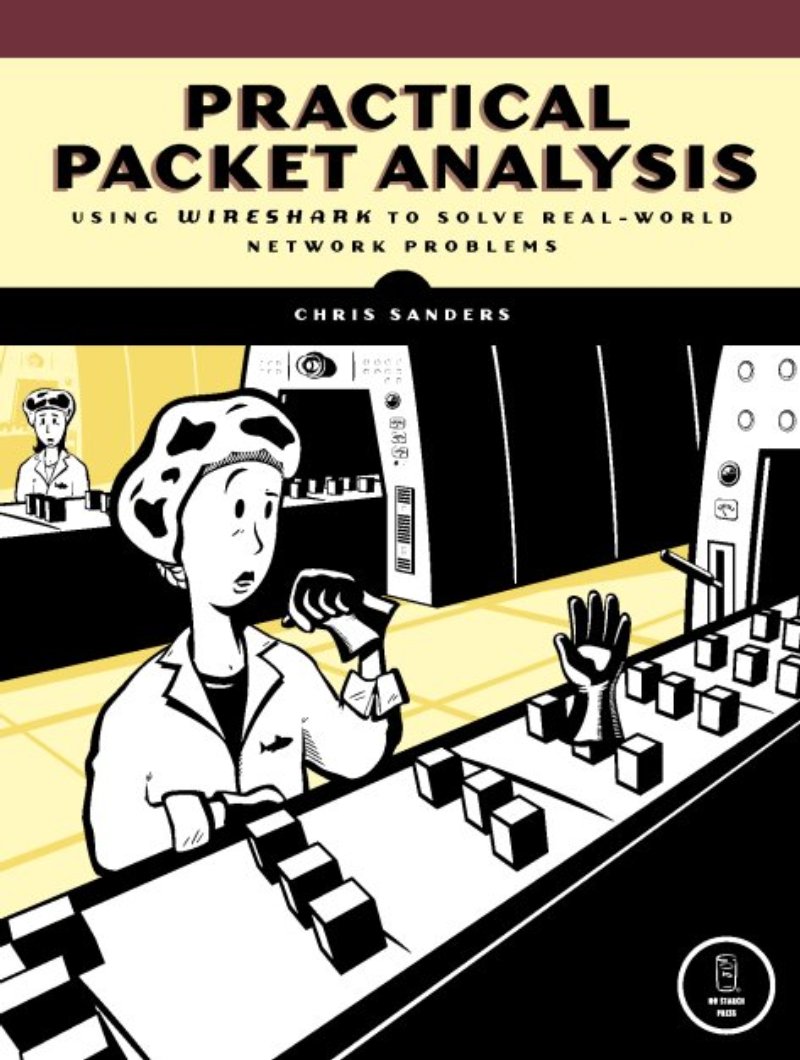 PRACTICAL
PACKET ANALYSIS
USING WIRESHARK TO SOLVE REAL-WORLD
NETWORK PROBLEMS
CHRIS SANDERS
NO STARCH
PRESS